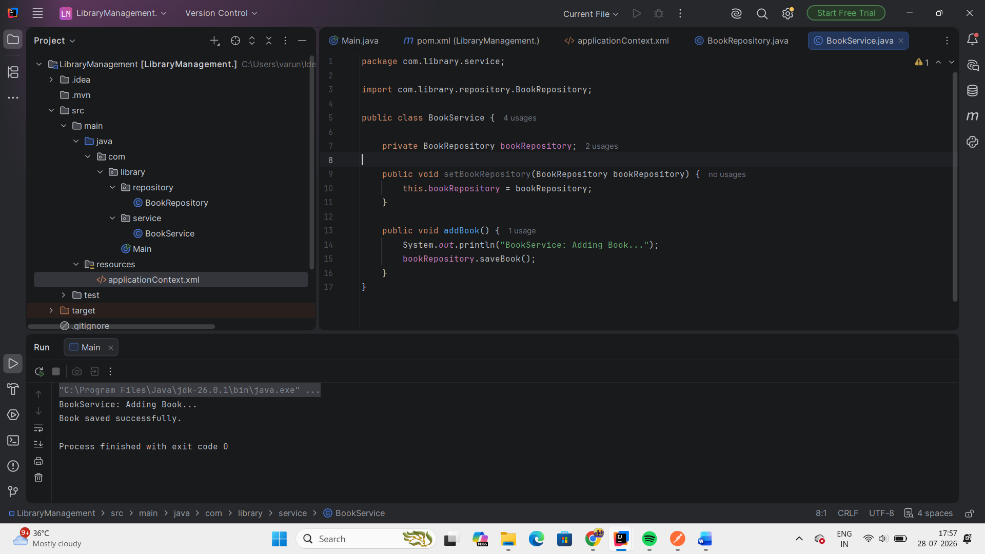 LM LibraryManagement. Version Control Current File Start Free Trial
Project
Main.java pom.xml (LibraryManagement.) applicationContext.xml BookRepository.java BookService.java
LibraryManagement [LibraryManagement.] C:\Users\varun\Ide
.idea
.mvn
src
main
java
com
library
repository
BookRepository
service
BookService
Main
resources
applicationContext.xml
test
target
.gitignore
1 package com.library.service;
2
3 import com.library.repository.BookRepository;
4
5 public class BookService { 4 usages
6
7 private BookRepository bookRepository; 2 usages
8
9 public void setBookRepository(BookRepository bookRepository) { no usages
10 this.bookRepository = bookRepository;
11 }
12
13 public void addBook() { 1 usage
14 System.out.println("BookService: Adding Book...");
15 bookRepository.saveBook();
16 }
17 }
1
Run Main
"C:\Program Files\Java\jdk-26.0.1\bin\java.exe" ...
BookService: Adding Book...
Book saved successfully.
Process finished with exit code 0
LibraryManagement > src > main > java > com > library > service > BookService 8:1 CRLF UTF-8 4 spaces
36°C
Mostly cloudy
Search
ENG
IN
17:57
28-07-2026